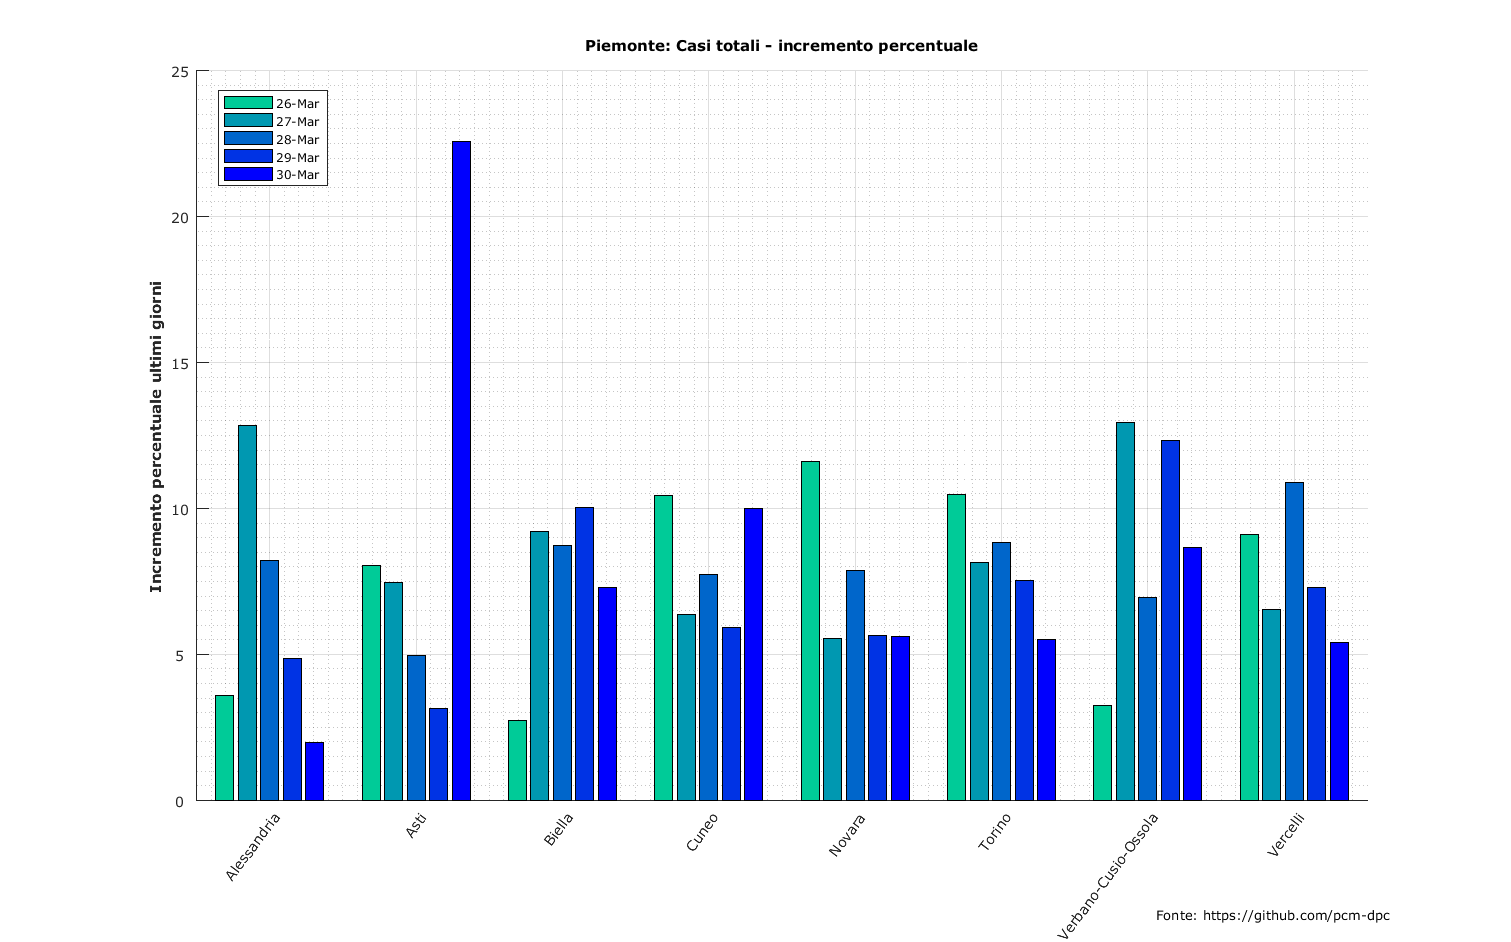 Piemonte: Casi totali - incremento percentuale
Incremento percentuale ultimi giorni
25
20
15
10
5
0
26-Mar
27-Mar
28-Mar
29-Mar
30-Mar
Alessandria
Asti
Biella
Cuneo
Novara
Torino
Verbano-Cusio-Ossola
Vercelli
Fonte: https://github.com/pcm-dpc